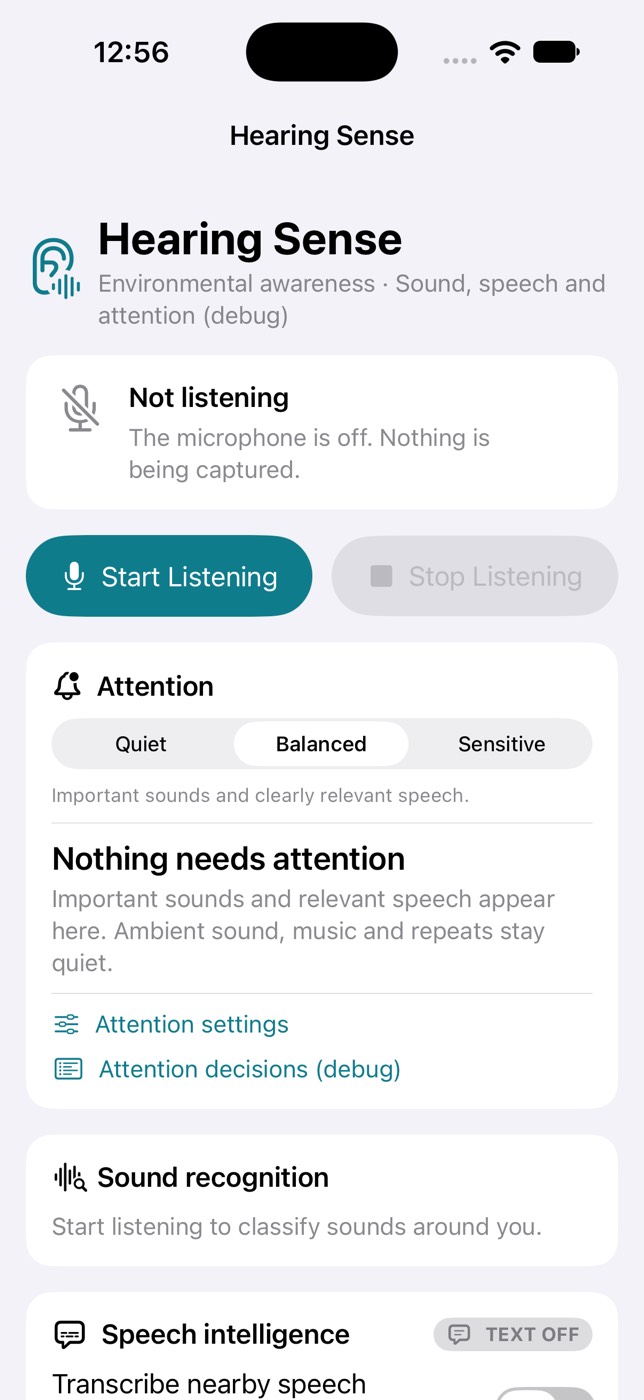 12:56
Hearing Sense
Hearing Sense
Environmental awareness · Sound, speech and
attention (debug)
Not listening
The microphone is off. Nothing is
being captured.
Start Listening
Stop Listening
Attention
Quiet
Balanced
Sensitive
Important sounds and clearly relevant speech.
Nothing needs attention
Important sounds and relevant speech appear
here. Ambient sound, music and repeats stay
quiet.
Attention settings
Attention decisions (debug)
Sound recognition
Start listening to classify sounds around you.
Speech intelligence
TEXT OFF
Transcribe nearby speech